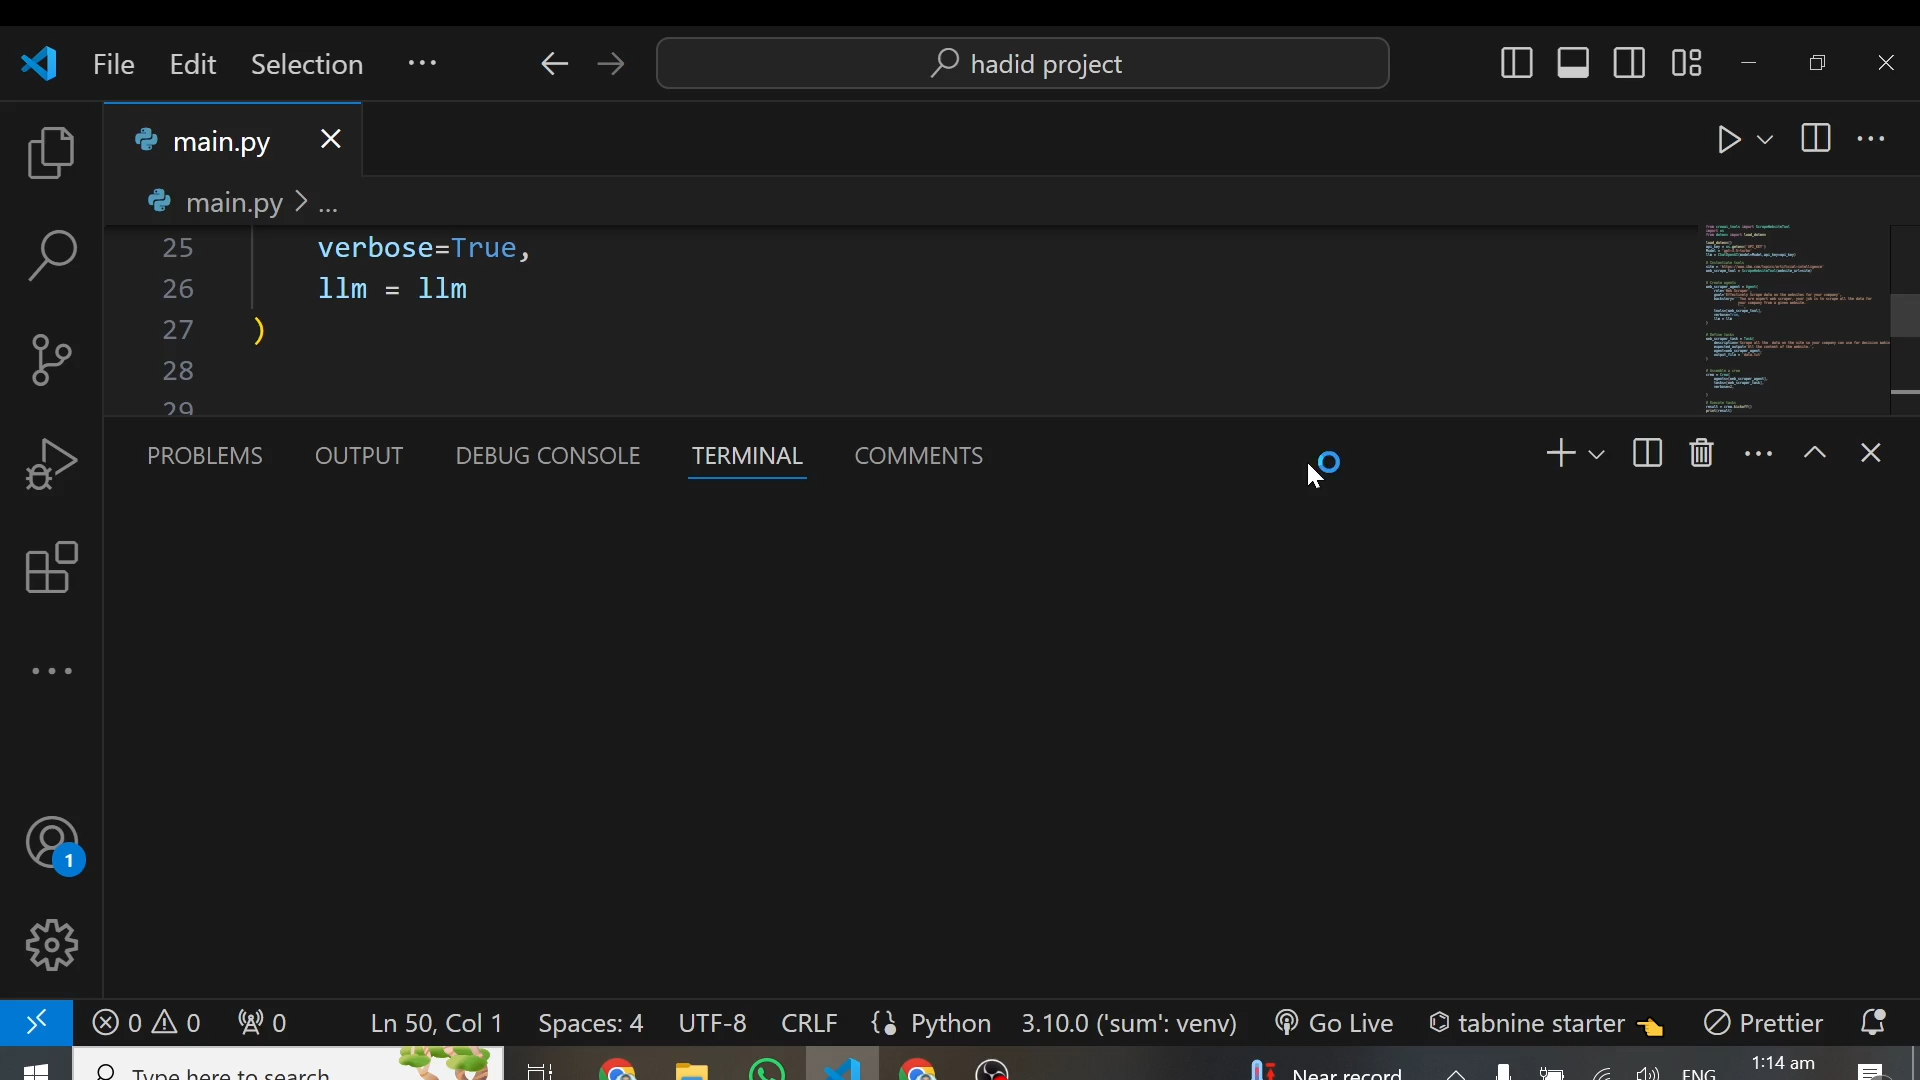 File Edit Selection ... hadid project
main.py
main.py > ...
25 verbose=True,
26 llm = llm
27 )
28
29
PROBLEMS OUTPUT DEBUG CONSOLE TERMINAL COMMENTS
1
0 0 0 Ln 50, Col 1 Spaces: 4 UTF-8 CRLF {} Python 3.10.0 ('sum': venv) Go Live tabnine starter Prettier
Type here to search Near record ENG 1:14 am